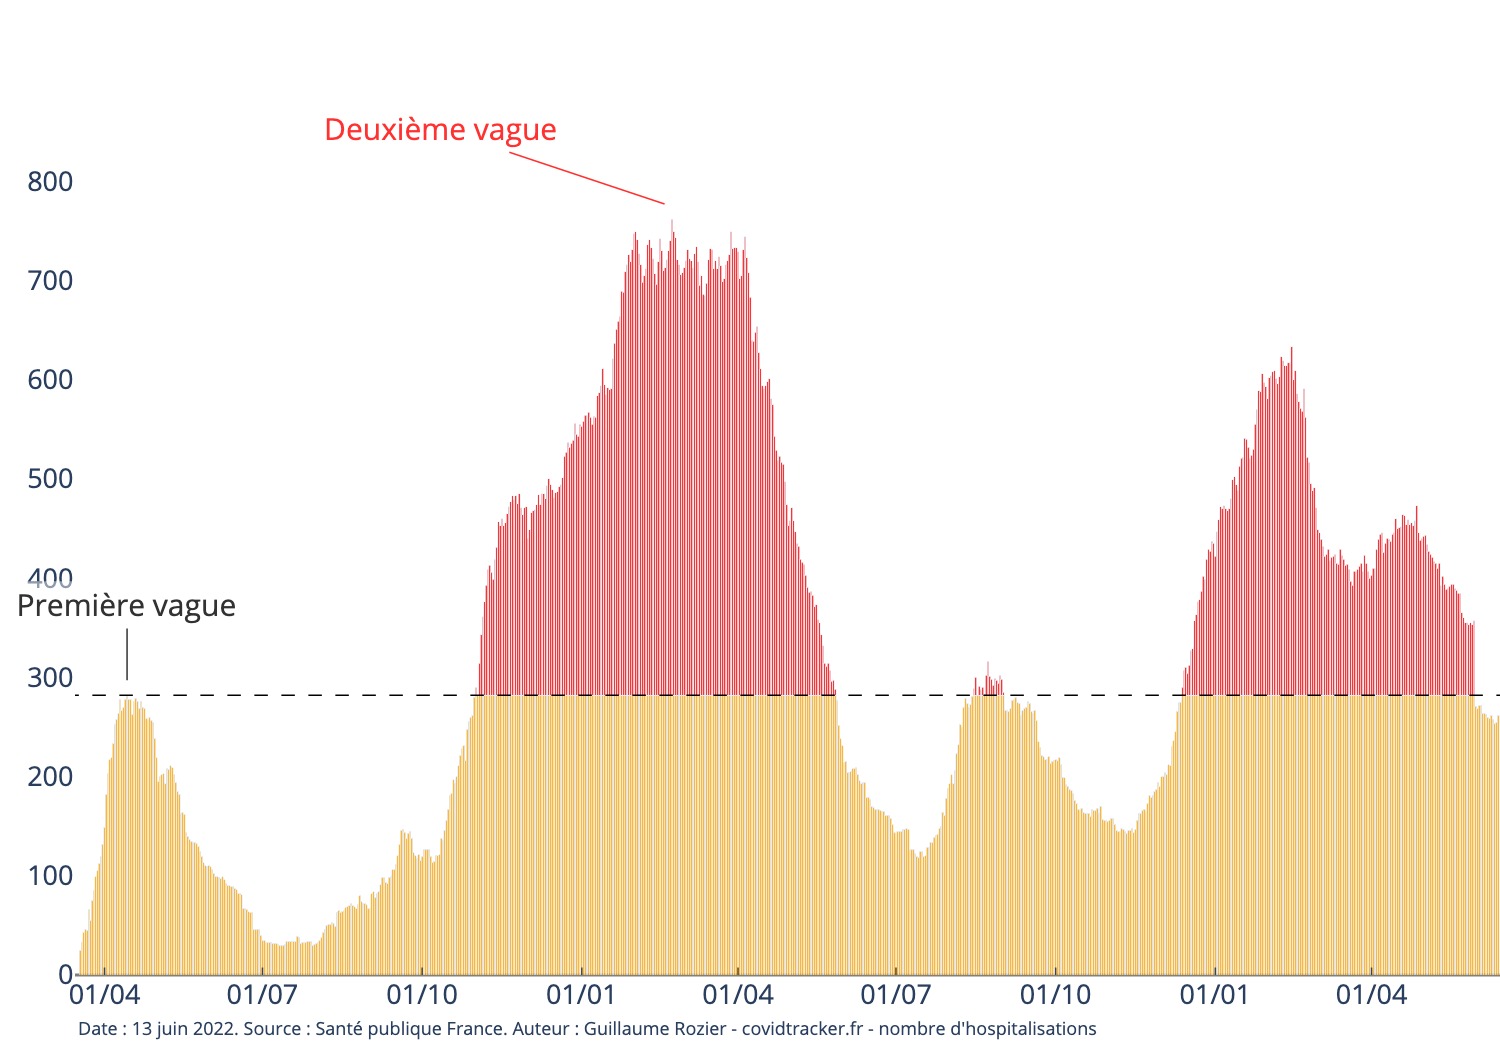 Deuxième vague
800
700
600
500
400
Première vague
300
200
100
0
01/04 01/07 01/10 01/01 01/04 01/07 01/10 01/01 01/04
Date : 13 juin 2022. Source : Santé publique France. Auteur : Guillaume Rozier - covidtracker.fr - nombre d'hospitalisations